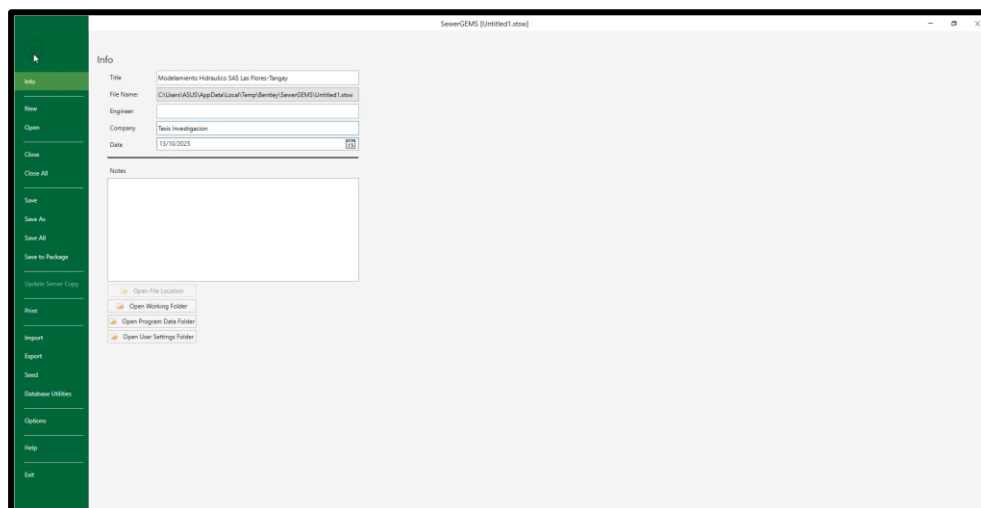 SewerGEMS [Untitled1.stsw]
Info
New
Open
Close
Close All
Save
Save As
Save All
Save to Package
Update Server Copy
Print
Import
Export
Seed
Database Utilities
Options
Help
Exit
Info
Title Modelamiento Hidraulico SAS Las Flores-Tangay
File Name: C:\Users\ASUS\AppData\Local\Temp\Bentley\SewerGEMS\Untitled1.stsw
Engineer
Company Tesis Investigacion
Date 13/10/2025
Notes
Open File Location
Open Working Folder
Open Program Data Folder
Open User Settings Folder